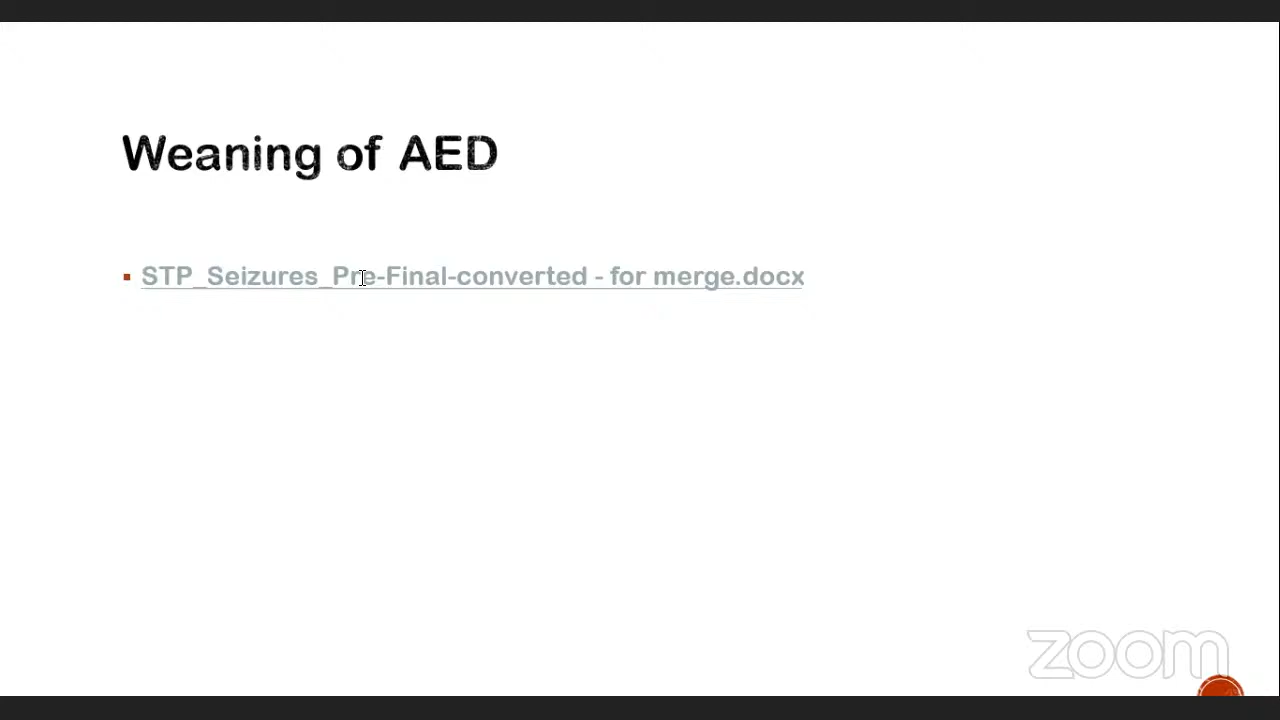 Weaning of AED
STP_Seizures_Pre-Final-converted - for merge.docx
zoom